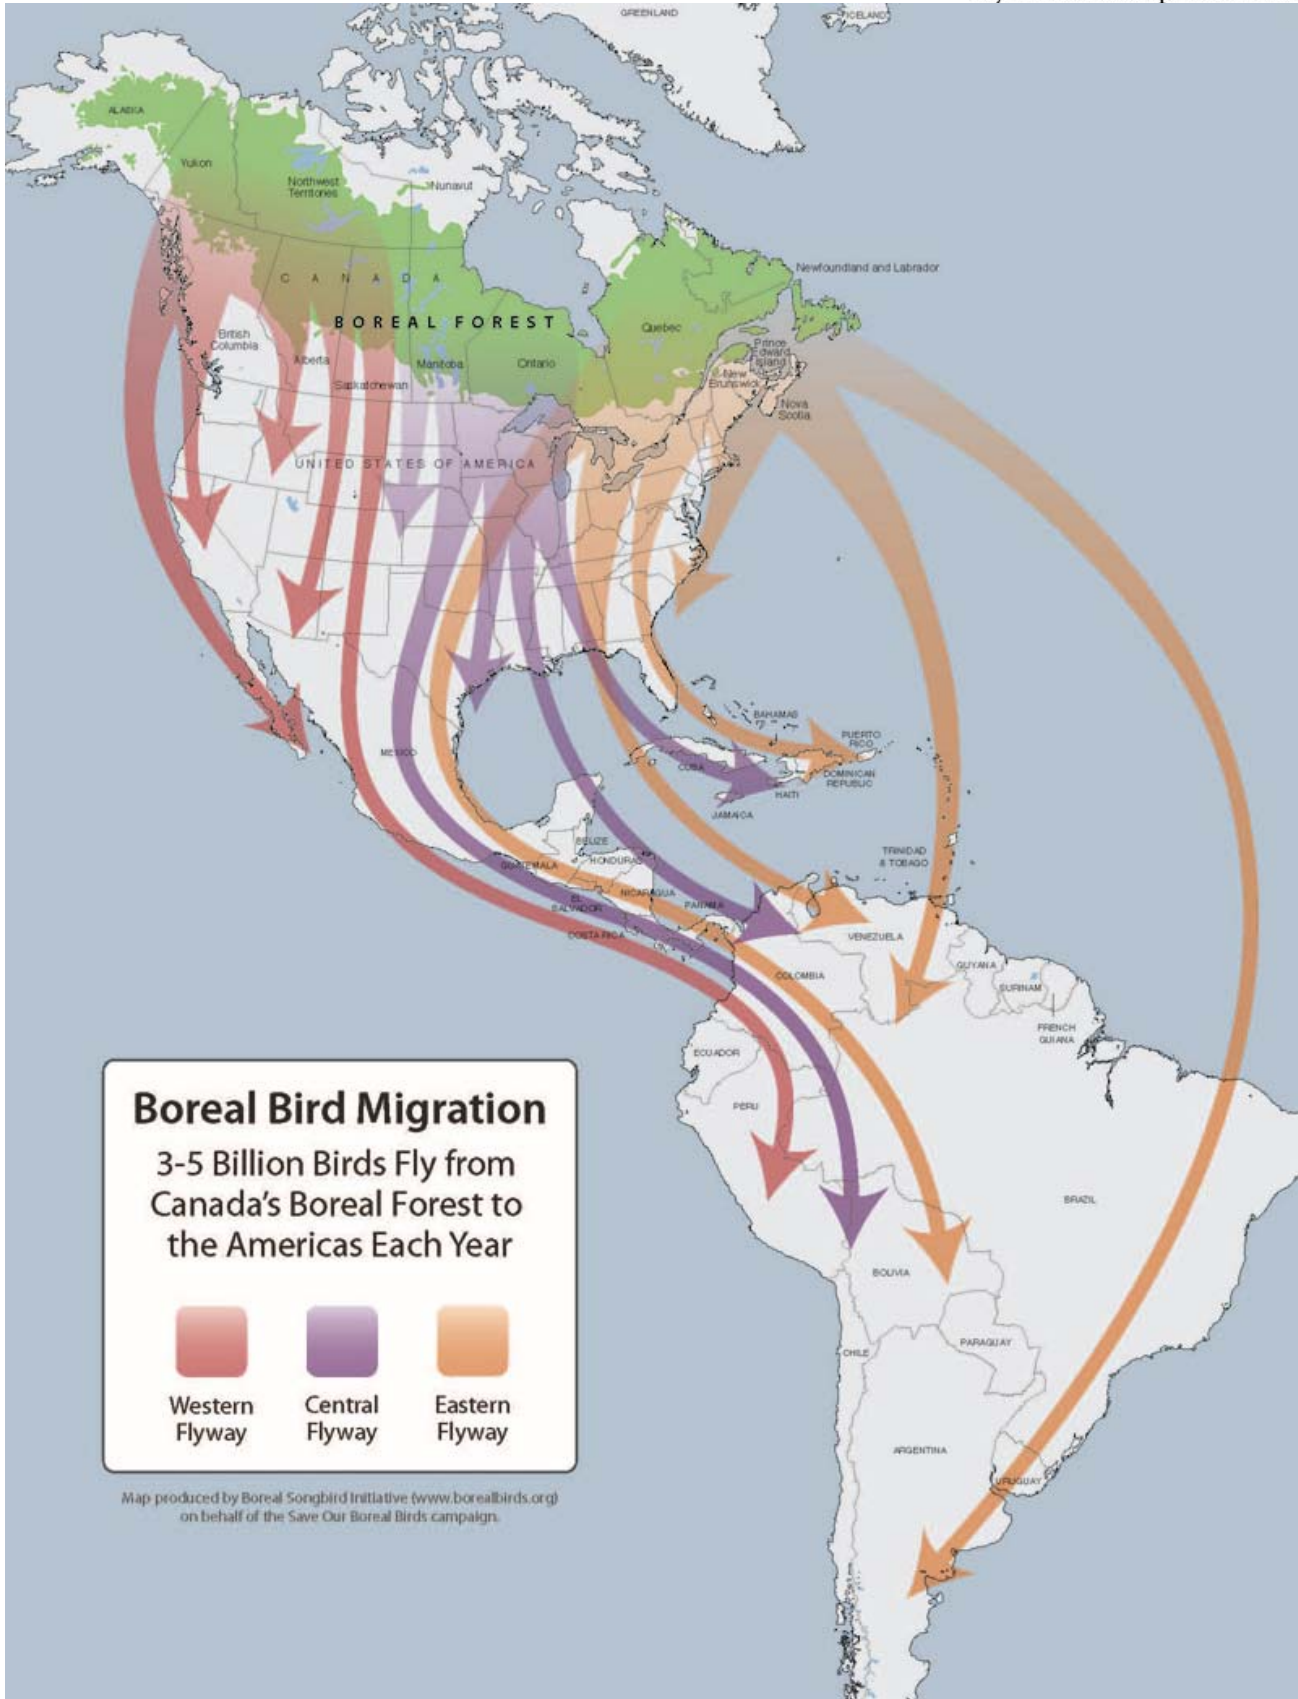 GREENLAND
ICELAND
ALASKA
Yukon
Northwest
Territories
Nunavut
CANADA
Newfoundland and Labrador
BOREAL FOREST
British
Columbia
Alberta
Saskatchewan
Manitoba
Ontario
Quebec
Prince
Edward
Island
New
Brunswick
Nova
Scotia
UNITED STATES OF AMERICA
MEXICO
BAHAMAS
CUBA
PUERTO
RICO
DOMINICAN
REPUBLIC
HAITI
JAMAICA
BELIZE
GUATEMALA
HONDURAS
EL
SALVADOR
NICARAGUA
COSTA RICA
PANAMA
TRINIDAD
& TOBAGO
VENEZUELA
COLOMBIA
GUYANA
SURINAM
FRENCH
GUIANA
ECUADOR
PERU
BRAZIL
BOLIVIA
PARAGUAY
CHILE
ARGENTINA
URUGUAY
Boreal Bird Migration
3-5 Billion Birds Fly from
Canada's Boreal Forest to
the Americas Each Year
Western
Flyway
Central
Flyway
Eastern
Flyway
Map produced by Boreal Songbird Initiative (www.borealbirds.org)
on behalf of the Save Our Boreal Birds campaign.